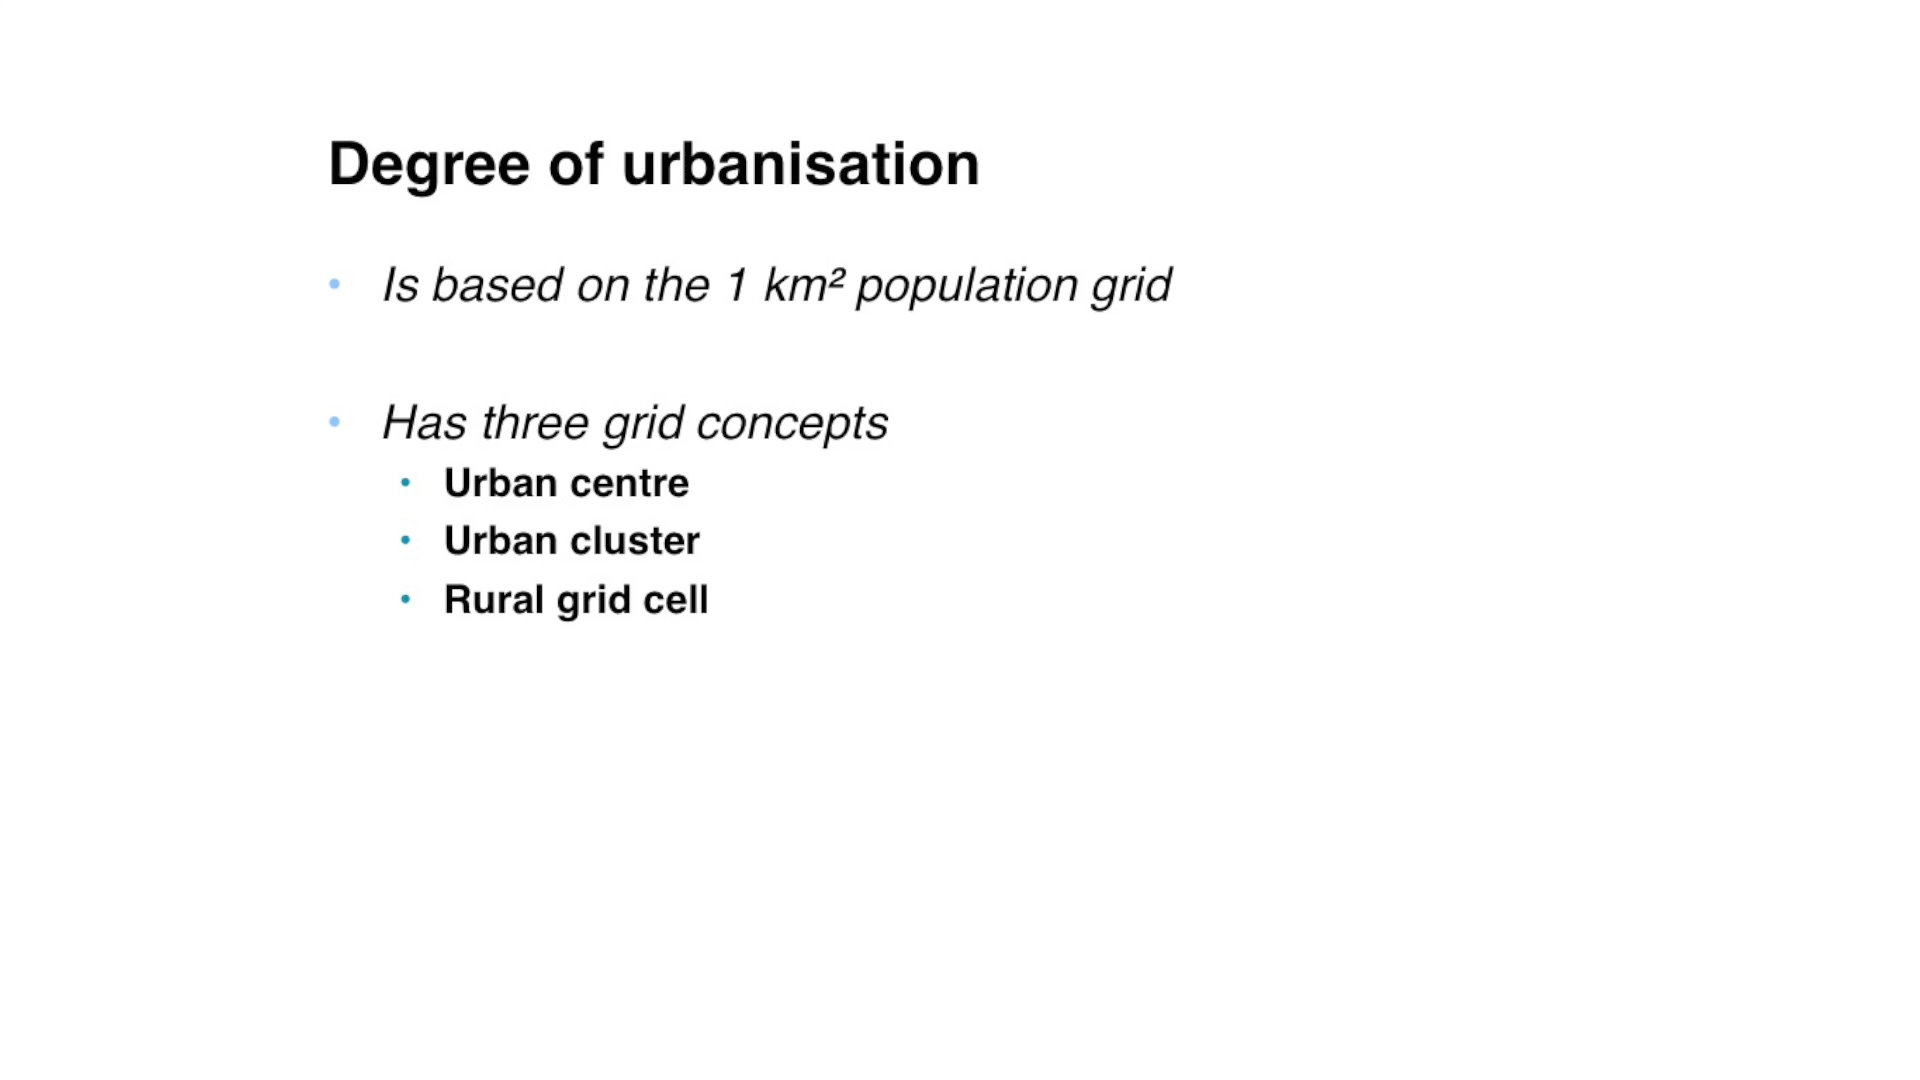 Degree of urbanisation
• Is based on the 1 km² population grid
• Has three grid concepts
• Urban centre
• Urban cluster
• Rural grid cell